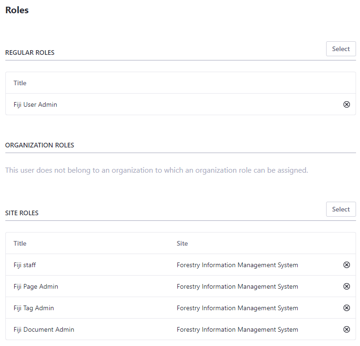 Roles
REGULAR ROLES
Select
Title
Fiji User Admin
ORGANIZATION ROLES
This user does not belong to an organization to which an organization role can be assigned.
SITE ROLES
Select
Title Site
Fiji staff Forestry Information Management System
Fiji Page Admin Forestry Information Management System
Fiji Tag Admin Forestry Information Management System
Fiji Document Admin Forestry Information Management System